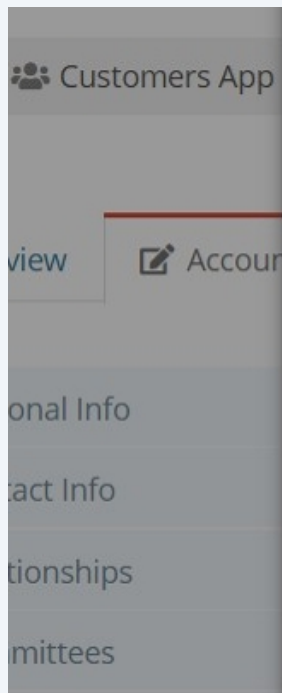 Customers App
view
Accour
onal Info
tact Info
tionships
mittees